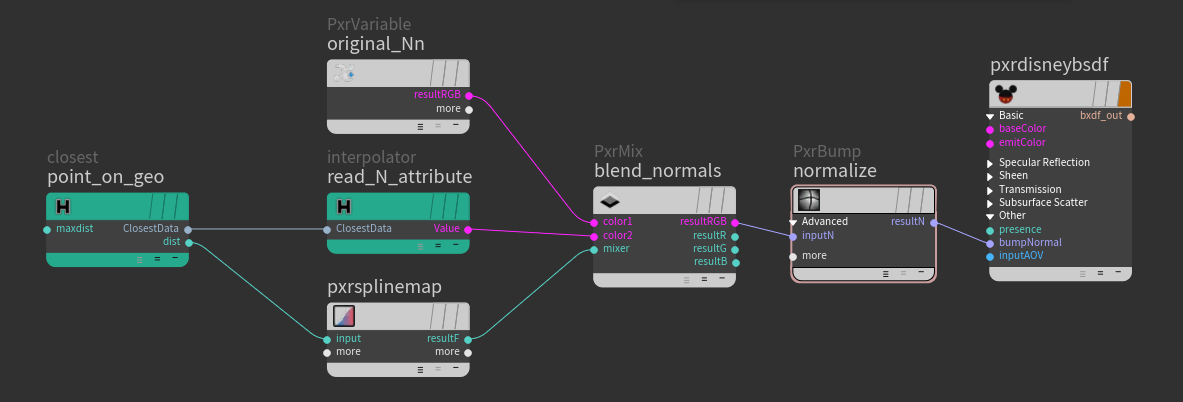 PxrVariable
original_Nn
resultRGB
more
closest
point_on_geo
H
maxdist
ClosestData
dist
interpolator
read_N_attribute
H
ClosestData
Value
pxrsplinemap
input
resultF
more
more
PxrMix
blend_normals
color1
resultRGB
color2
resultR
mixer
resultG
resultB
PxrBump
normalize
Advanced
resultN
inputN
more
pxrdisneybsdf
Basic
bxdf_out
baseColor
emitColor
Specular Reflection
Sheen
Transmission
Subsurface Scatter
Other
presence
bumpNormal
inputAOV